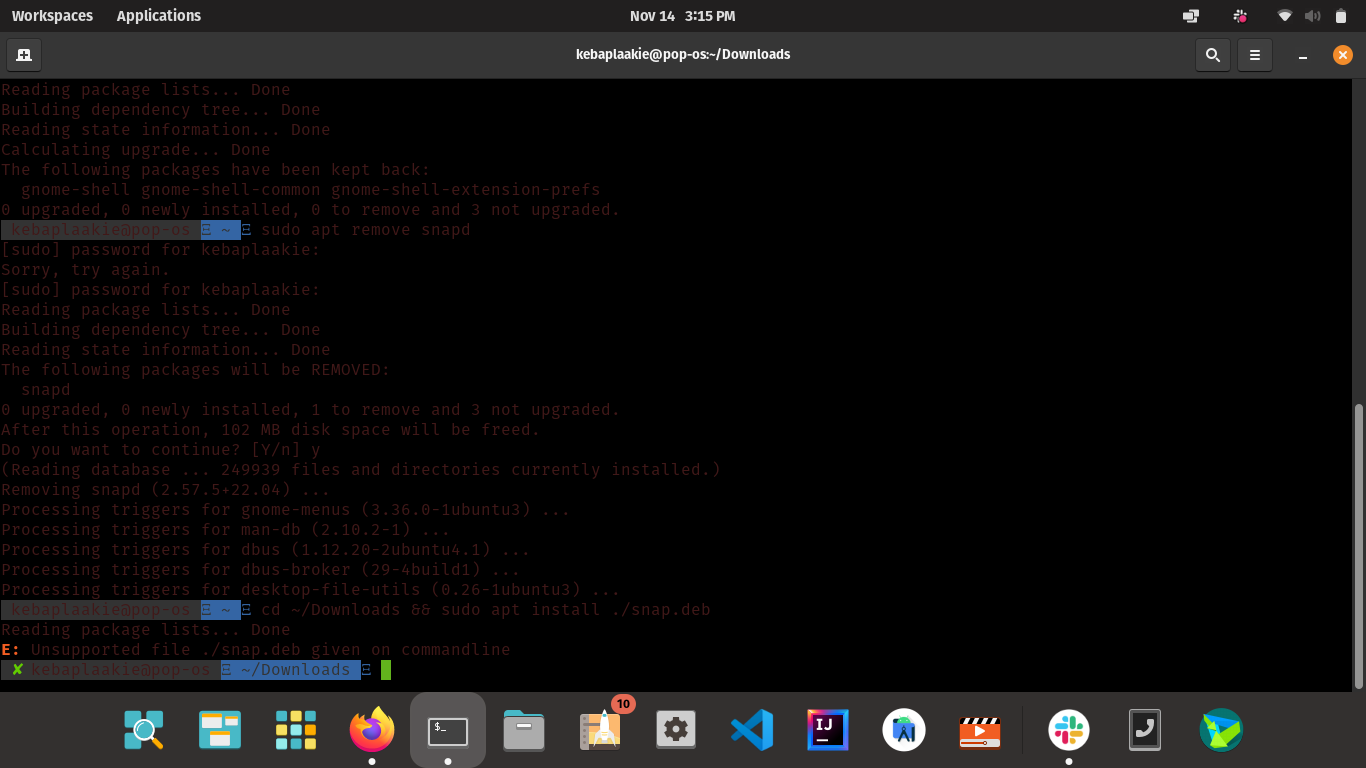 Workspaces Applications Nov 14 3:15 PM
kebaplaakie@pop-os:~/Downloads
Reading package lists... Done
Building dependency tree... Done
Reading state information... Done
Calculating upgrade... Done
The following packages have been kept back:
gnome-shell gnome-shell-common gnome-shell-extension-prefs
0 upgraded, 0 newly installed, 0 to remove and 3 not upgraded.
kebaplaakie@pop-os Ξ ~ Ξ sudo apt remove snapd
[sudo] password for kebaplaakie:
Sorry, try again.
[sudo] password for kebaplaakie:
Reading package lists... Done
Building dependency tree... Done
Reading state information... Done
The following packages will be REMOVED:
snapd
0 upgraded, 0 newly installed, 1 to remove and 3 not upgraded.
After this operation, 102 MB disk space will be freed.
Do you want to continue? [Y/n] y
(Reading database ... 249939 files and directories currently installed.)
Removing snapd (2.57.5+22.04) ...
Processing triggers for gnome-menus (3.36.0-1ubuntu3) ...
Processing triggers for man-db (2.10.2-1) ...
Processing triggers for dbus (1.12.20-2ubuntu4.1) ...
Processing triggers for dbus-broker (29-4build1) ...
Processing triggers for desktop-file-utils (0.26-1ubuntu3) ...
kebaplaakie@pop-os Ξ ~ Ξ cd ~/Downloads && sudo apt install ./snap.deb
Reading package lists... Done
E: Unsupported file ./snap.deb given on commandline
✘ kebaplaakie@pop-os Ξ ~/Downloads Ξ
10
$_
IJ